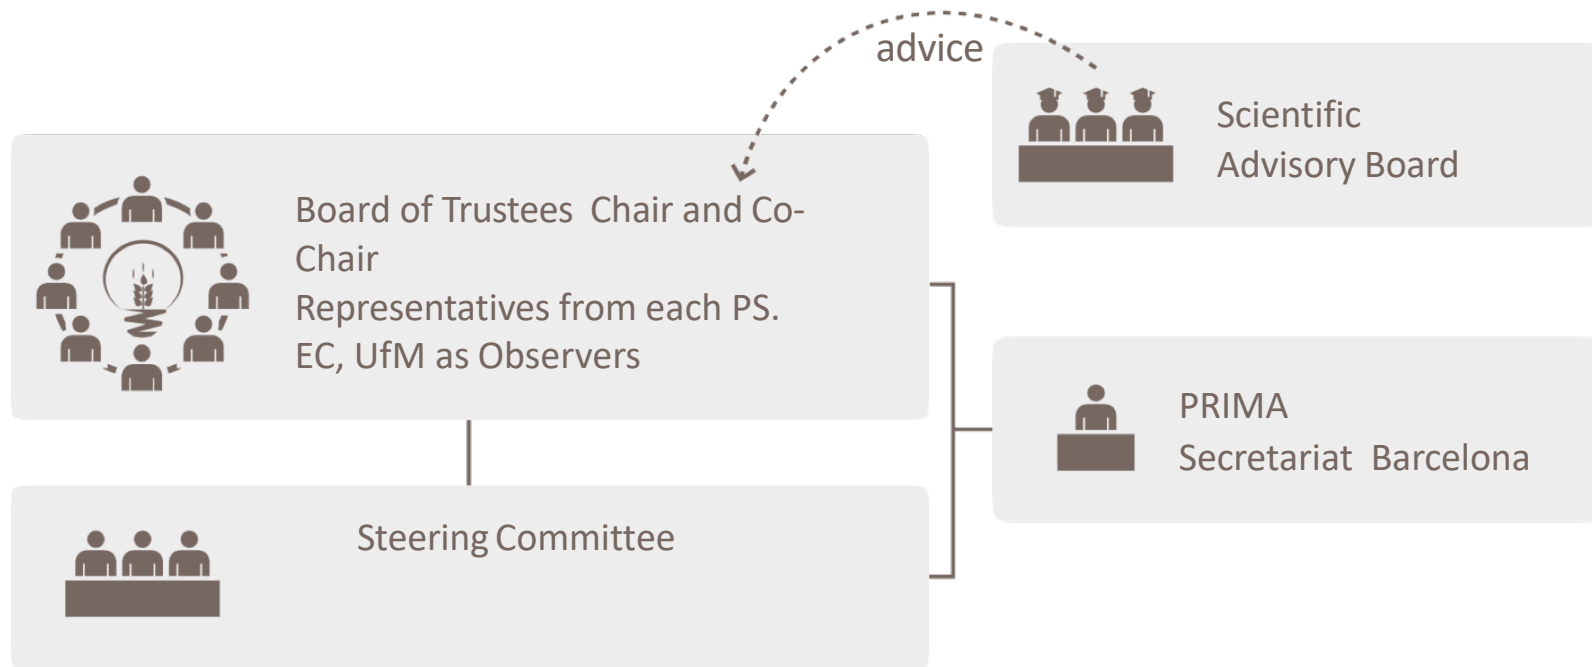 advice
Scientific
Advisory Board
Board of Trustees  Chair and Co-
Chair
Representatives from each PS.
EC, UfM as Observers
PRIMA
Secretariat  Barcelona
Steering Committee